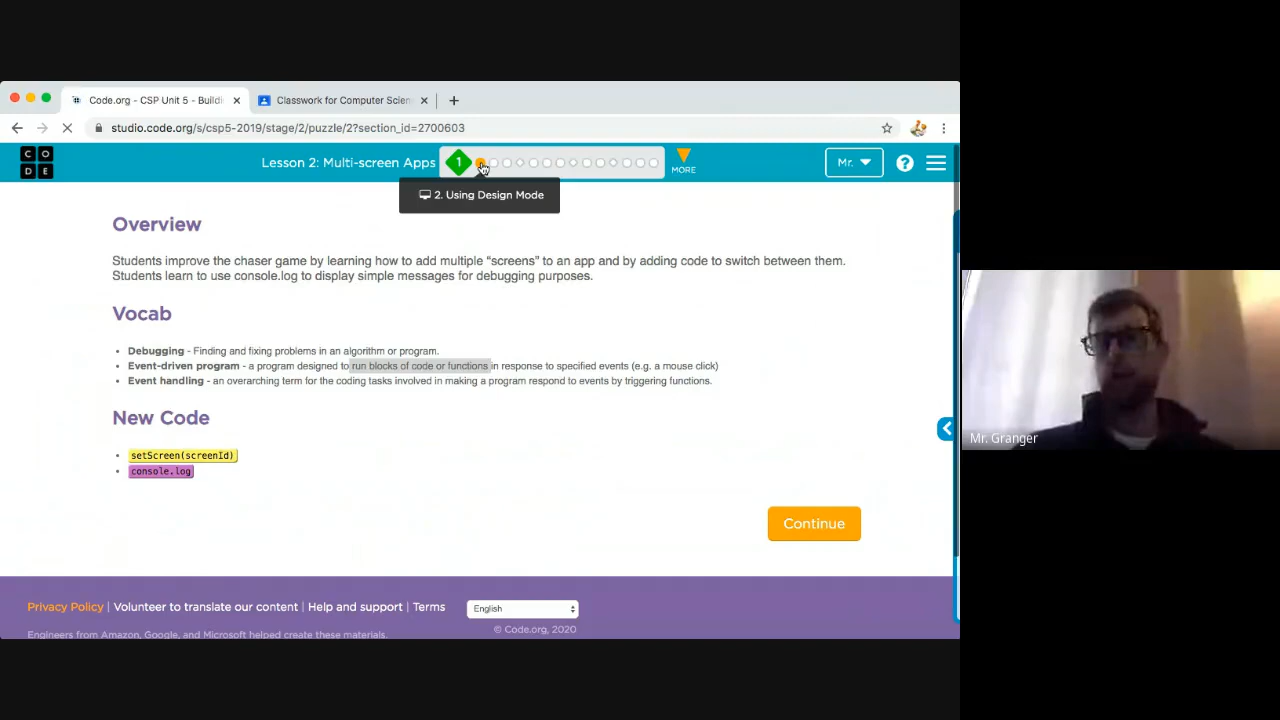 Code.org - CSP Unit 5 - Buildi
Classwork for Computer Scien
studio.code.org/s/csp5-2019/stage/2/puzzle/2?section_id=2700603
C O
D E
Lesson 2: Multi-screen Apps
1
MORE
Mr.
?
2. Using Design Mode
Overview
Students improve the chaser game by learning how to add multiple “screens” to an app and by adding code to switch between them.
Students learn to use console.log to display simple messages for debugging purposes.
Vocab
Debugging - Finding and fixing problems in an algorithm or program.
Event-driven program - a program designed to run blocks of code or functions in response to specified events (e.g. a mouse click)
Event handling - an overarching term for the coding tasks involved in making a program respond to events by triggering functions.
New Code
setScreen(screenId)
console.log
Continue
Mr. Granger
Privacy Policy | Volunteer to translate our content | Help and support | Terms
English
© Code.org, 2020
Engineers from Amazon, Google, and Microsoft helped create these materials.